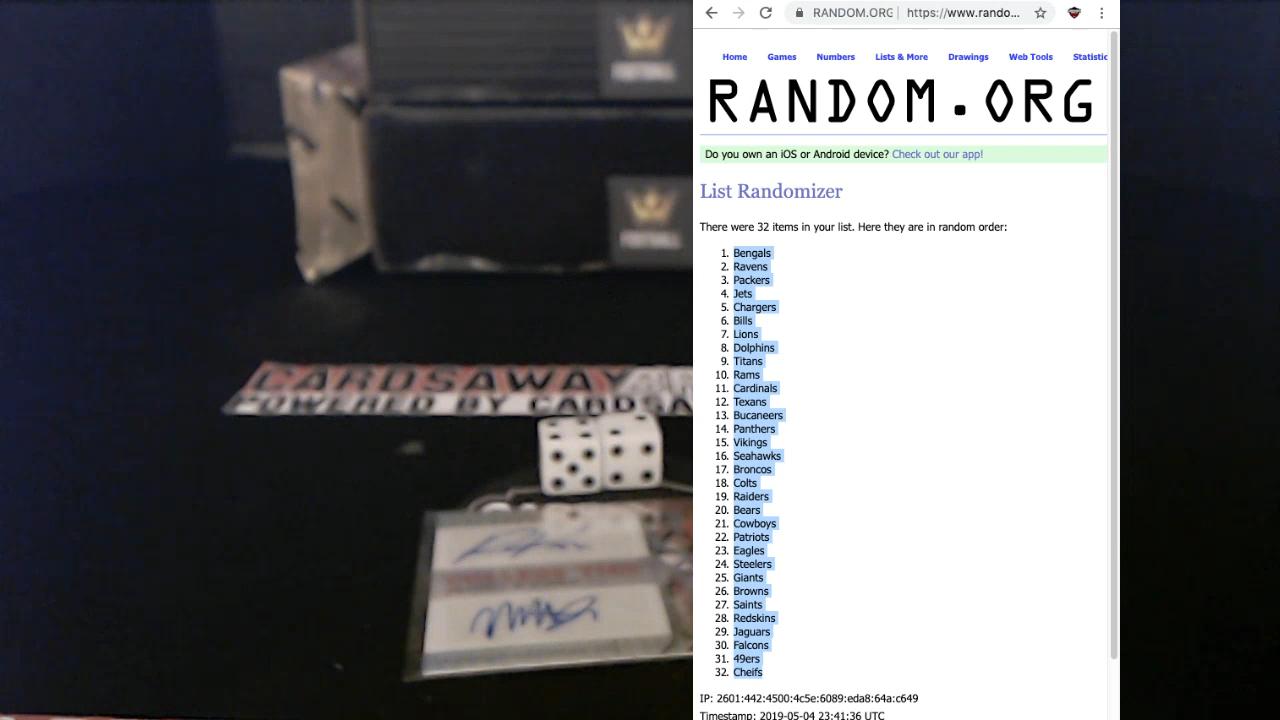 FOOTBALL
FOOTBALL
CARDSAWAY
POWERED BY CARDSA
RANDOM.ORG
https://www.rando...
Home
Games
Numbers
Lists & More
Drawings
Web Tools
Statistic
RANDOM.ORG
Do you own an iOS or Android device? Check out our app!
List Randomizer
There were 32 items in your list. Here they are in random order:
1. Bengals
2. Ravens
3. Packers
4. Jets
5. Chargers
6. Bills
7. Lions
8. Dolphins
9. Titans
10. Rams
11. Cardinals
12. Texans
13. Bucaneers
14. Panthers
15. Vikings
16. Seahawks
17. Broncos
18. Colts
19. Raiders
20. Bears
21. Cowboys
22. Patriots
23. Eagles
24. Steelers
25. Giants
26. Browns
27. Saints
28. Redskins
29. Jaguars
30. Falcons
31. 49ers
32. Cheifs
IP: 2601:442:4500:4c5e:6089:eda8:64a:c649
Timestamp: 2019-05-04 23:41:36 UTC